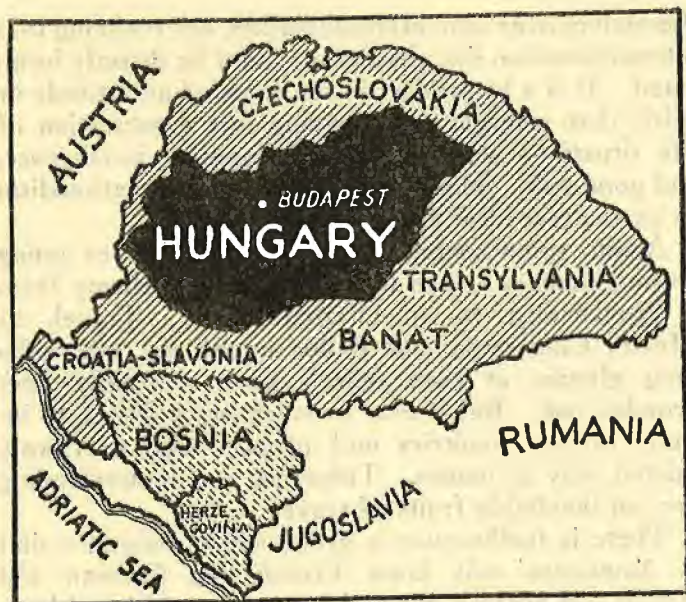 AUSTRIA
CZECHOSLOVAKIA
BUDAPEST
HUNGARY
TRANSYLVANIA
BANAT
CROATIA-SLAVONIA
RUMANIA
BOSNIA
HERZE-
GOVINA
JUGOSLAVIA
ADRIATIC SEA